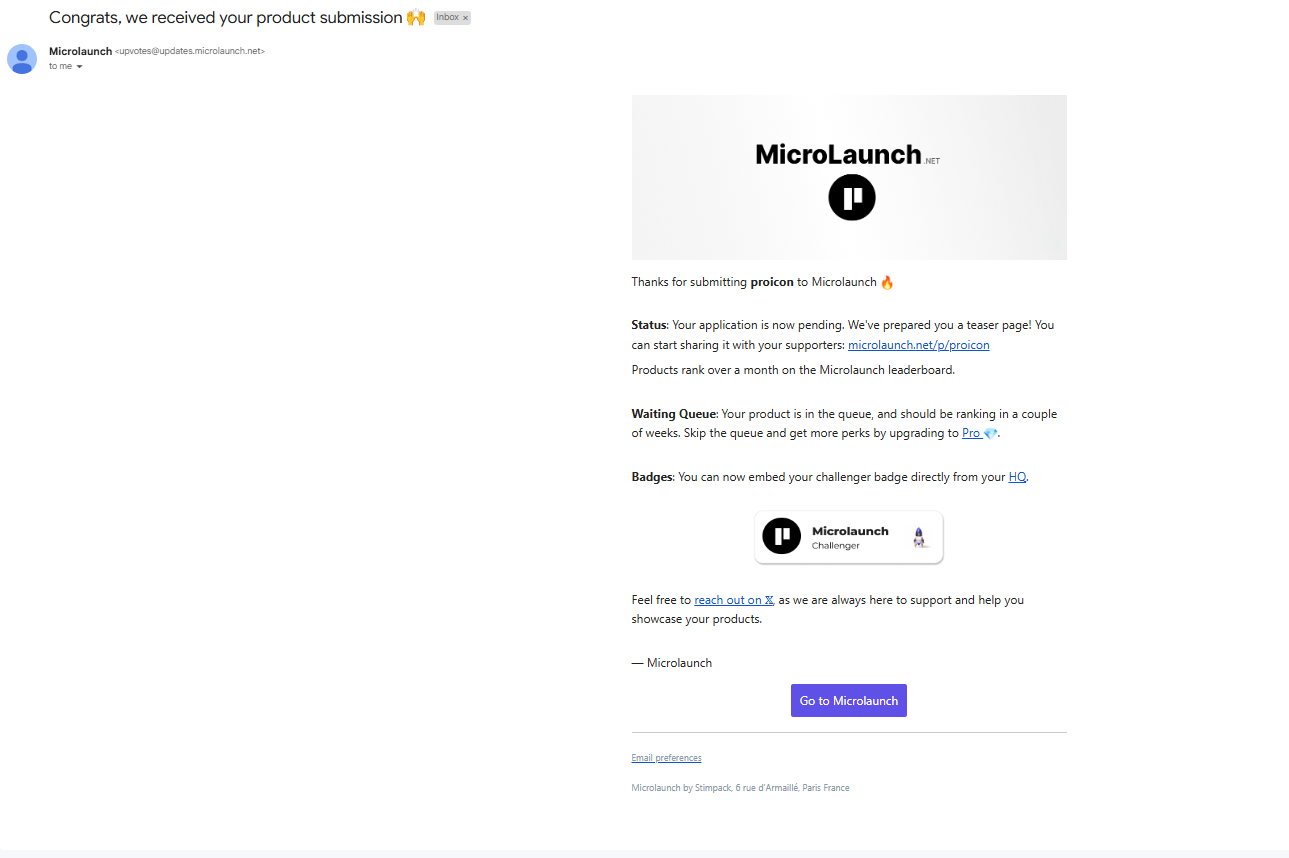 Congrats, we received your product submission 🙌 Inbox ×
Microlaunch <upvotes@updates.microlaunch.net>
to me
MicroLaunch.NET
Thanks for submitting proicon to Microlaunch 🔥
Status: Your application is now pending. We've prepared you a teaser page! You
can start sharing it with your supporters: microlaunch.net/p/proicon
Products rank over a month on the Microlaunch leaderboard.
Waiting Queue: Your product is in the queue, and should be ranking in a couple
of weeks. Skip the queue and get more perks by upgrading to Pro 💎.
Badges: You can now embed your challenger badge directly from your HQ.
Microlaunch
Challenger
Feel free to reach out on 𝕏, as we are always here to support and help you
showcase your products.
— Microlaunch
Go to Microlaunch
Email preferences
Microlaunch by Stimpack, 6 rue d'Armaillé, Paris France